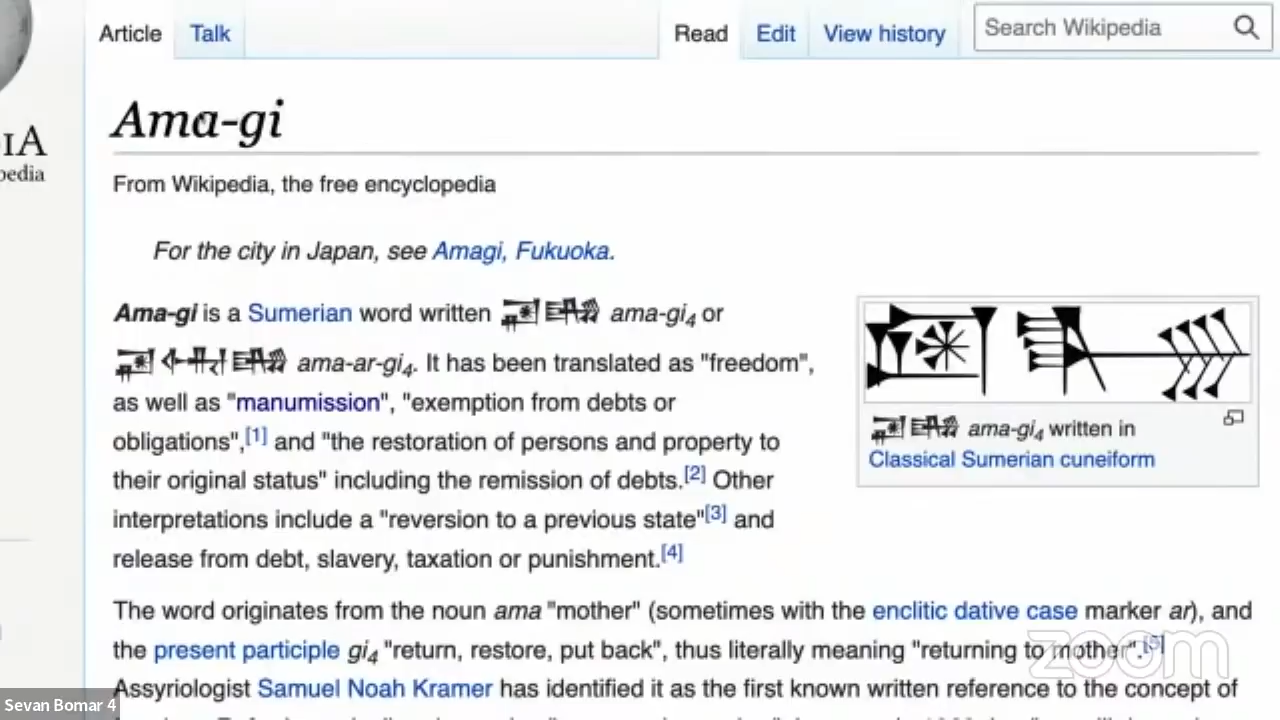 Article Talk Read Edit View history Search Wikipedia
Ama-gi
IA
pedia
From Wikipedia, the free encyclopedia
For the city in Japan, see Amagi, Fukuoka.
Ama-gi is a Sumerian word written 𒂼𒄄 ama-gi4 or
𒂼𒅈𒄄 ama-ar-gi4. It has been translated as "freedom",
as well as "manumission", "exemption from debts or
obligations",[1] and "the restoration of persons and property to
their original status" including the remission of debts.[2] Other
interpretations include a "reversion to a previous state"[3] and
release from debt, slavery, taxation or punishment.[4]
𒂼𒄄
𒂼𒄄 ama-gi4 written in
Classical Sumerian cuneiform
The word originates from the noun ama "mother" (sometimes with the enclitic dative case marker ar), and
the present participle gi4 "return, restore, put back", thus literally meaning "returning to mother".[5]
Assyriologist Samuel Noah Kramer has identified it as the first known written reference to the concept of
zoom
Sevan Bomar 4